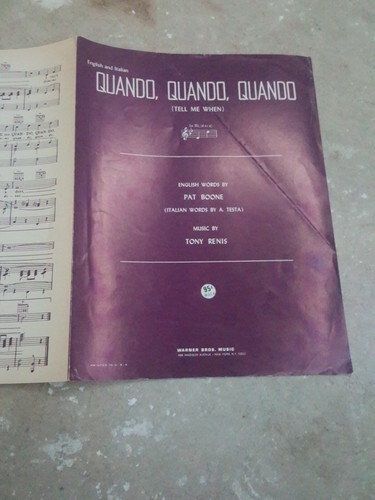 English and Italian
QUANDO, QUANDO, QUANDO
(TELL ME WHEN)
ENGLISH WORDS BY
PAT BOONE
(ITALIAN WORDS BY A. TESTA)
MUSIC BY
TONY RENIS
95¢
WARNER BROS. MUSIC